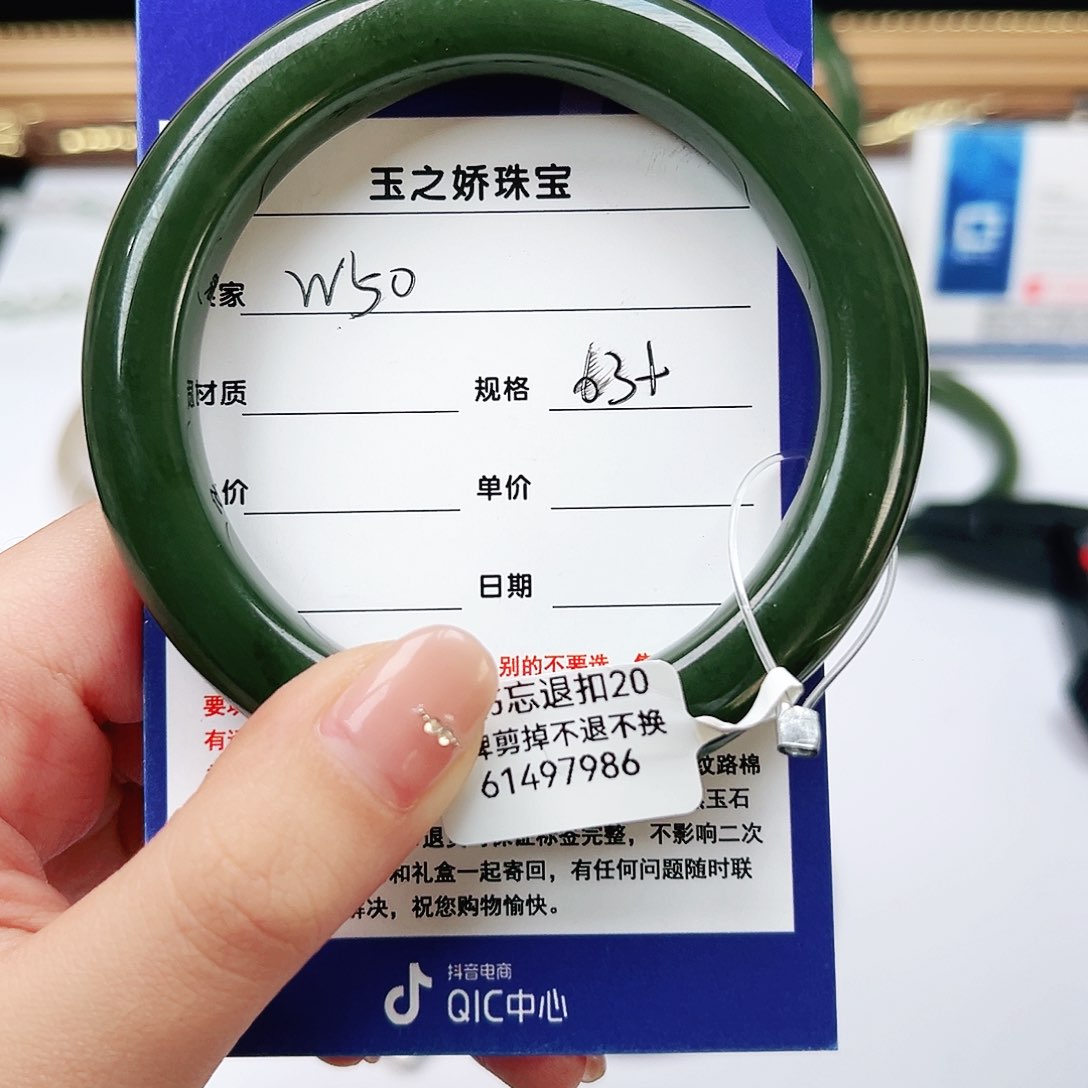 玉之娇珠宝
家 W50
材质 规格 63+
价 单价
日期
别的不要选
忘退扣20
剪掉不退不换
61497986
要
有
纹路棉
玉石
保证标签完整，不影响二次
和礼盒一起寄回，有任何问题随时联
决，祝您购物愉快。
抖音电商
QIC中心